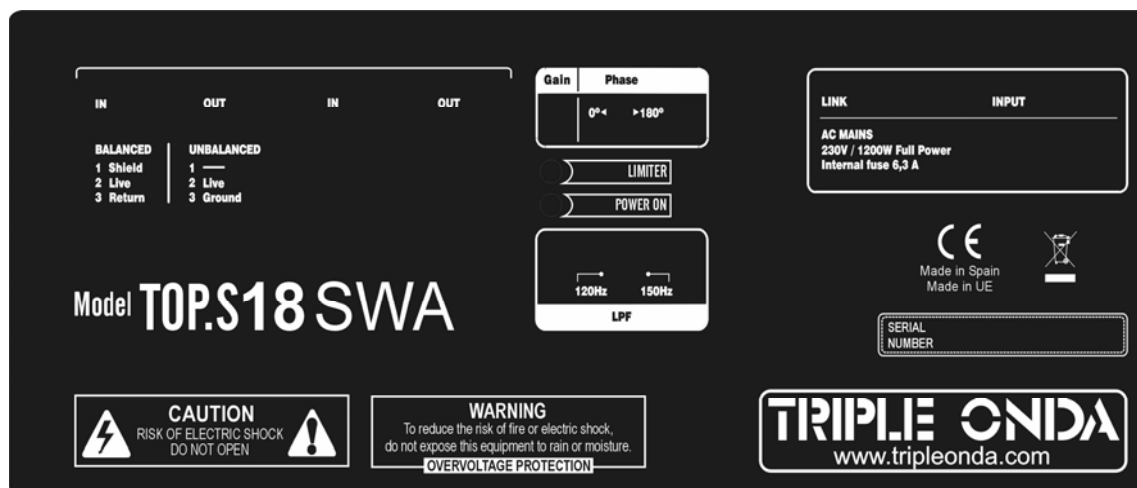 IN OUT IN OUT
BALANCED
1 Shield
2 Live
3 Return
UNBALANCED
1 —
2 Live
3 Ground
Gain Phase
0º◄ ►180º
LIMITER
POWER ON
120Hz 150Hz
LPF
LINK INPUT
AC MAINS
230V / 1200W Full Power
Internal fuse 6,3 A
CE
Made in Spain
Made in UE
SERIAL
NUMBER
Model TOP.S18 SWA
CAUTION
RISK OF ELECTRIC SHOCK
DO NOT OPEN
WARNING
To reduce the risk of fire or electric shock,
do not expose this equipment to rain or moisture.
OVERVOLTAGE PROTECTION
TRIPLE ONDA
www.tripleonda.com